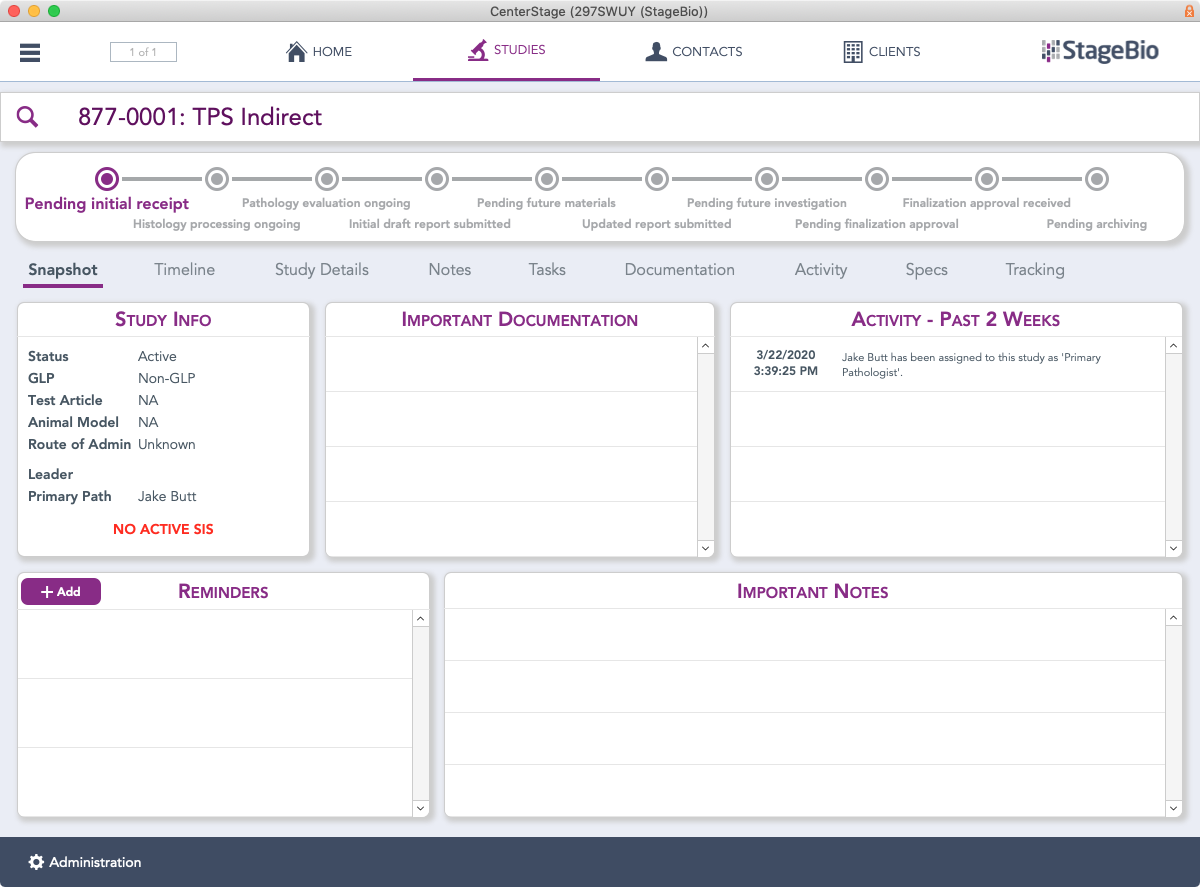 CenterStage (297SWUY (StageBio))
1 of 1
HOME
STUDIES
CONTACTS
CLIENTS
StageBio
877-0001: TPS Indirect
Pending initial receipt
Pathology evaluation ongoing
Pending future materials
Pending future investigation
Finalization approval received
Histology processing ongoing
Initial draft report submitted
Updated report submitted
Pending finalization approval
Pending archiving
Snapshot
Timeline
Study Details
Notes
Tasks
Documentation
Activity
Specs
Tracking
Study Info
Status Active
GLP Non-GLP
Test Article NA
Animal Model NA
Route of Admin Unknown
Leader
Primary Path Jake Butt
NO ACTIVE SIS
Important Documentation
Activity - Past 2 Weeks
3/22/2020
3:39:25 PM
Jake Butt has been assigned to this study as 'Primary
Pathologist'.
Add
Reminders
Important Notes
Administration